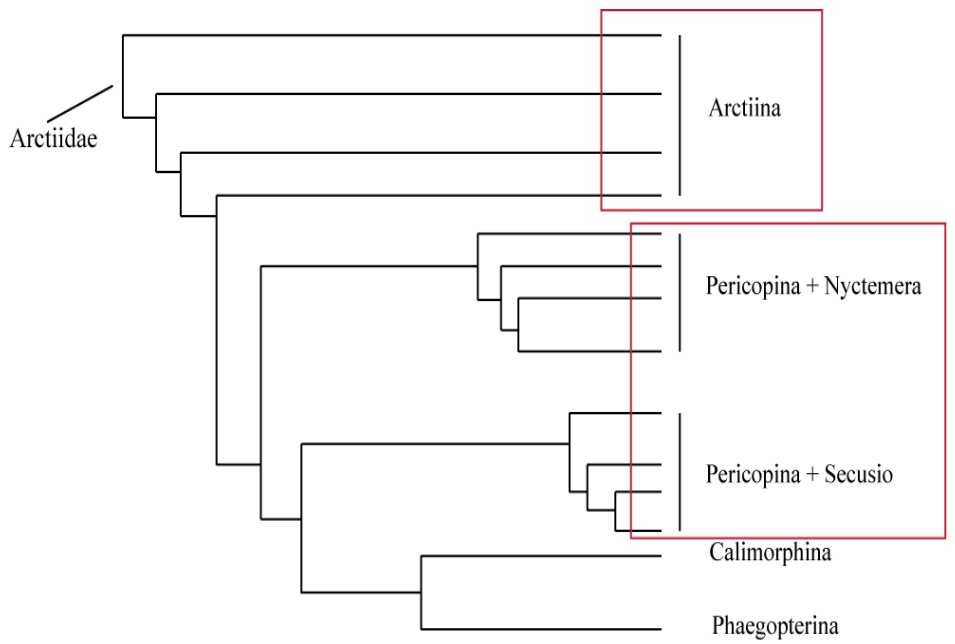 Arctiidae
Arctiina
Pericopina + Nyctemera
Pericopina + Secusio
Calimorphina
Phaegopterina